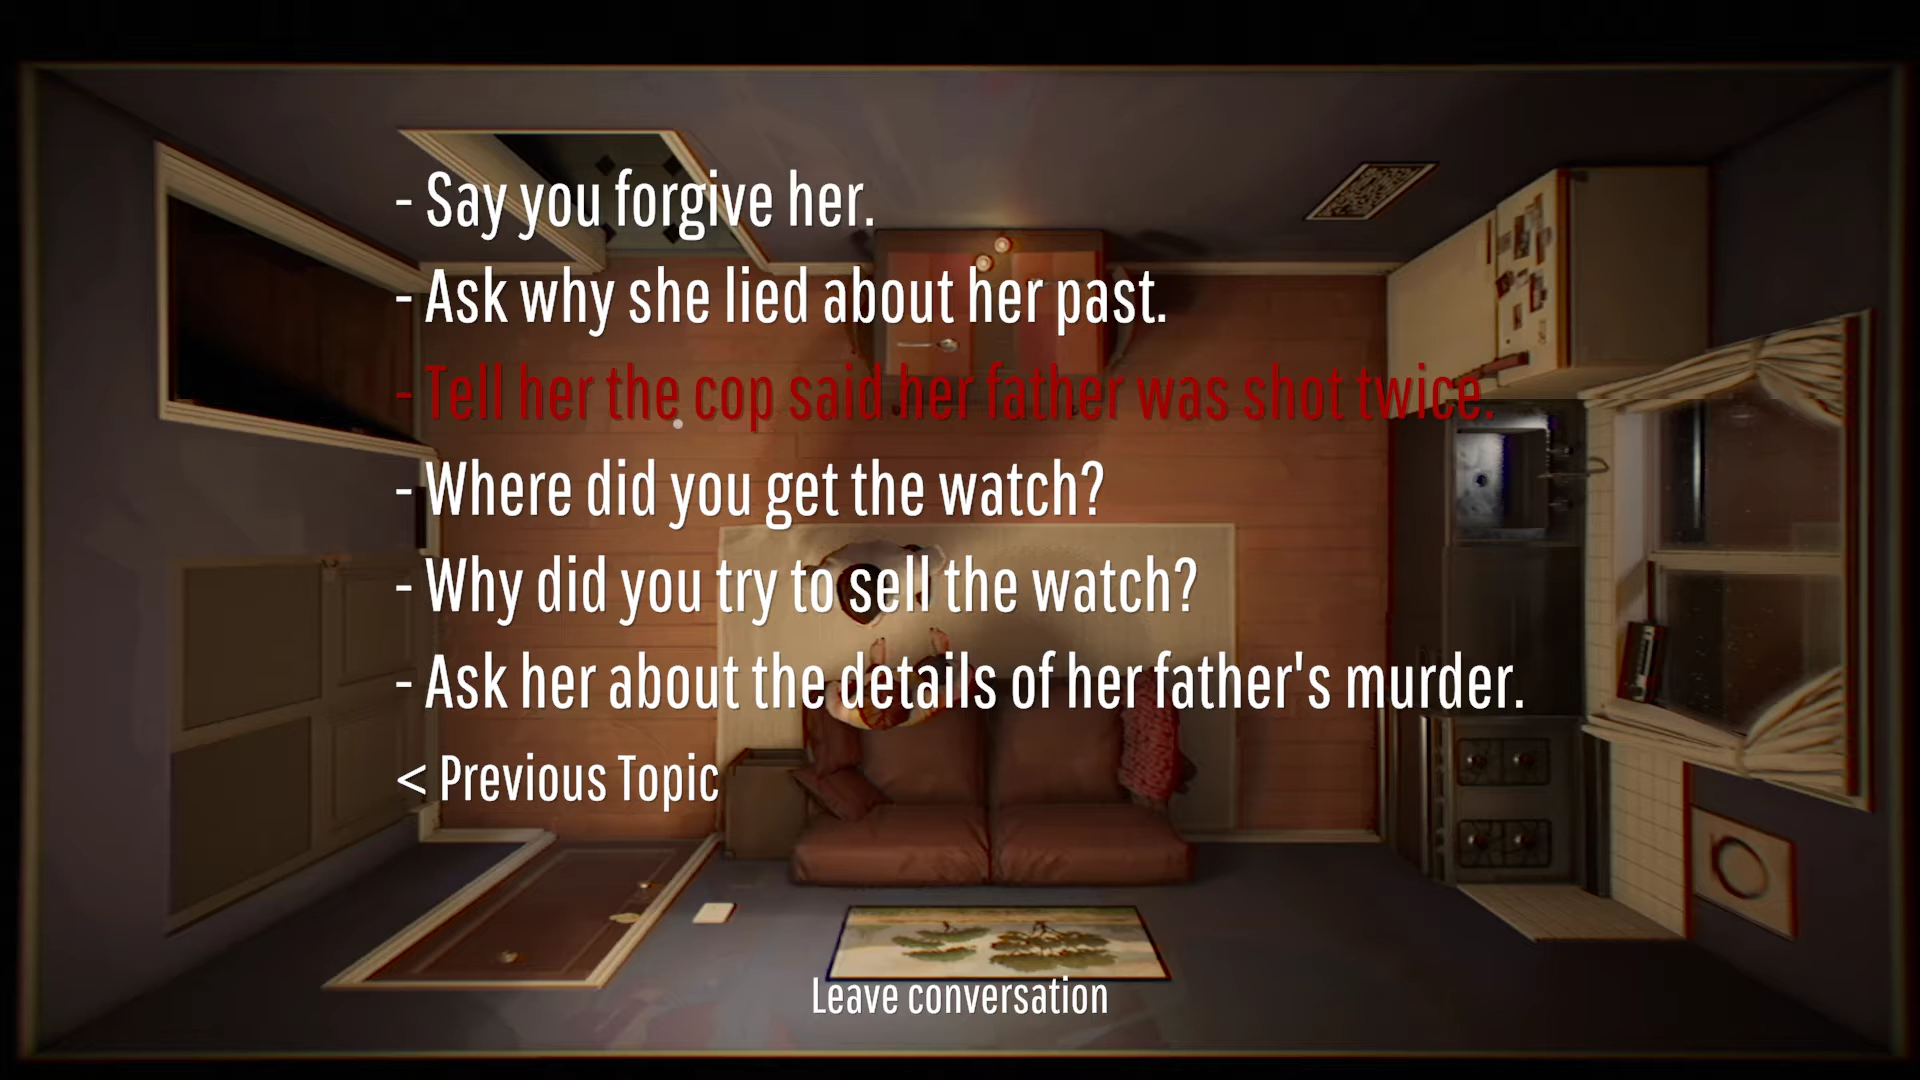 - Say you forgive her.
- Ask why she lied about her past.
- Tell her the cop said her father was shot twice.
- Where did you get the watch?
- Why did you try to sell the watch?
- Ask her about the details of her father's murder.
< Previous Topic
Leave conversation